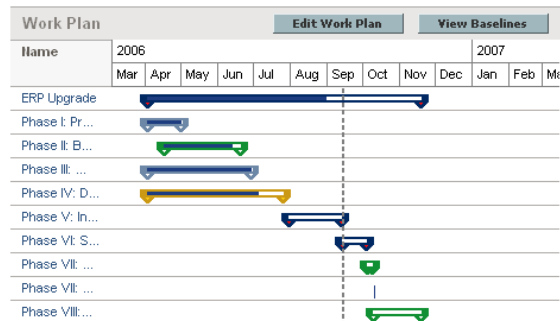 Work Plan Edit Work Plan View Baselines
Name 2006 2007
Mar Apr May Jun Jul Aug Sep Oct Nov Dec Jan Feb Ma
ERP Upgrade
Phase I: Pr...
Phase II: B...
Phase III: ...
Phase IV: D...
Phase V: In...
Phase VI: S...
Phase VII: ...
Phase VII: ...
Phase VIII:...